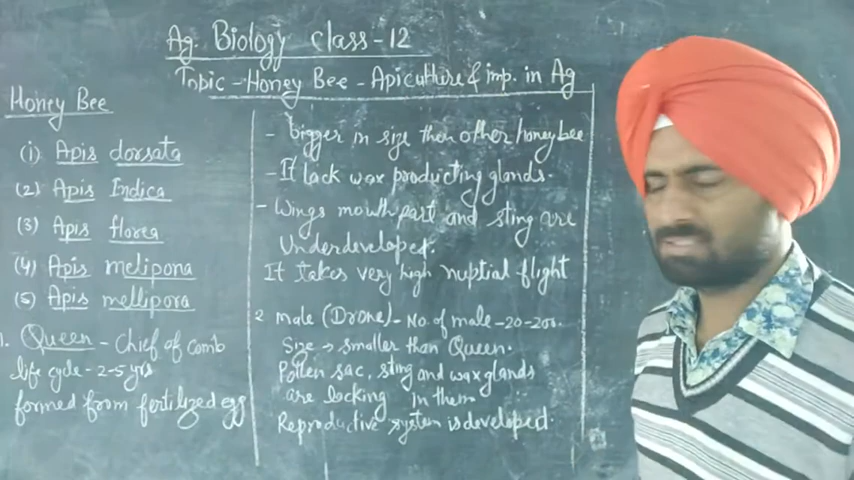 Ag. Biology class-12
Topic - Honey Bee - Apiculture & imp. in Ag
Honey Bee
(1) Apis dorsata
(2) Apis Indica
(3) Apis florea
(4) Apis melipona
(5) Apis mellipora
1. Queen - Chief of Comb
life cycle - 2-5 yrs
formed from fertilized egg
- bigger in size than other honeybee
- It lack wax producting glands.
- Wings mouth part and sting are
Underdeveloped.
It takes very high nuptial flight
2 male (Drone) - No. of male - 20-200.
Size → smaller than Queen.
Pollen sac, sting and wax glands
are lacking in them
Reproductive system is developed.